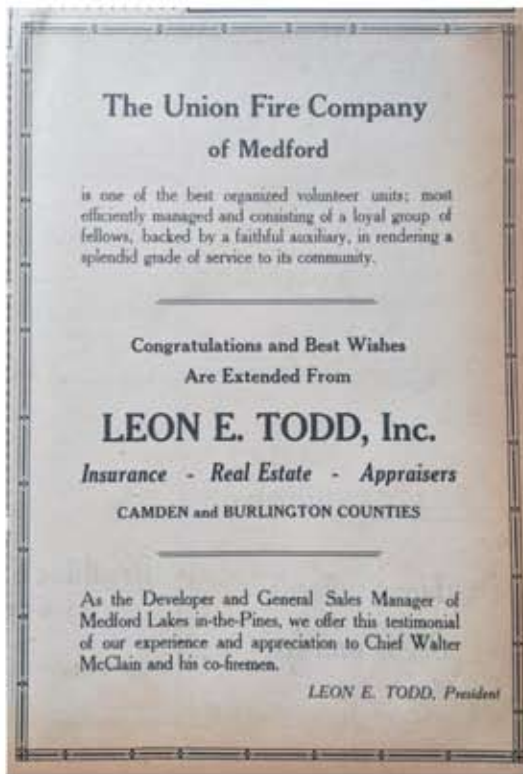 The Union Fire Company
of Medford
is one of the best organized volunteer units; most
efficiently managed and consisting of a loyal group of
fellows, backed by a faithful auxiliary, in rendering a
splendid grade of service to its community.
Congratulations and Best Wishes
Are Extended From
LEON E. TODD, Inc.
Insurance - Real Estate - Appraisers
CAMDEN and BURLINGTON COUNTIES
As the Developer and General Sales Manager of
Medford Lakes in-the-Pines, we offer this testimonial
of our experience and appreciation to Chief Walter
McClain and his co-firemen.
LEON E. TODD, President